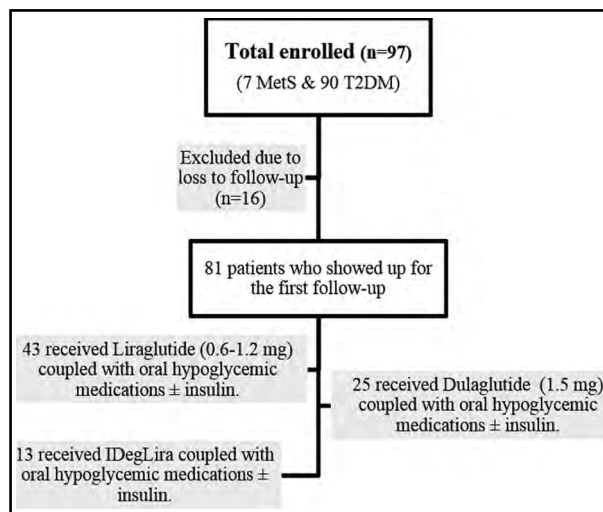 Total enrolled (n=97)
(7 MetS & 90 T2DM)
Excluded due to
loss to follow-up
(n=16)
81 patients who showed up for
the first follow-up
43 received Liraglutide (0.6-1.2 mg)
coupled with oral hypoglycemic
medications ± insulin.
25 received Dulaglutide (1.5 mg)
coupled with oral hypoglycemic
medications ± insulin.
13 received IDegLira coupled with
oral hypoglycemic medications ±
insulin.